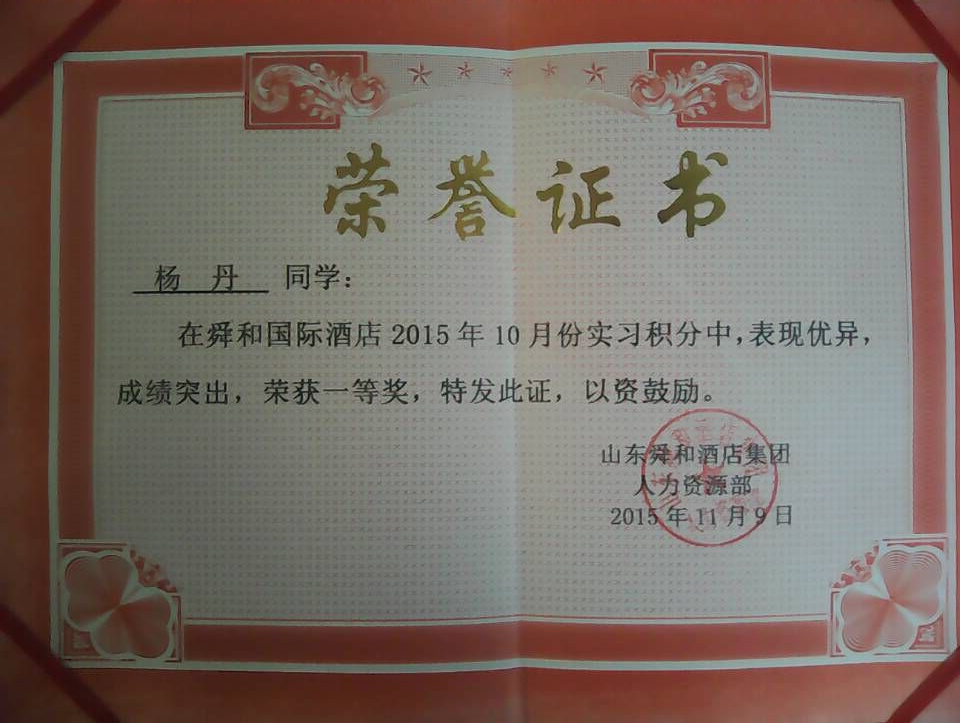 荣誉证书
杨 丹 同学：
在舜和国际酒店2015年10月份实习积分中，表现优异，
成绩突出，荣获一等奖，特发此证，以资鼓励。
山东舜和酒店集团
人力资源部
2015年11月9日